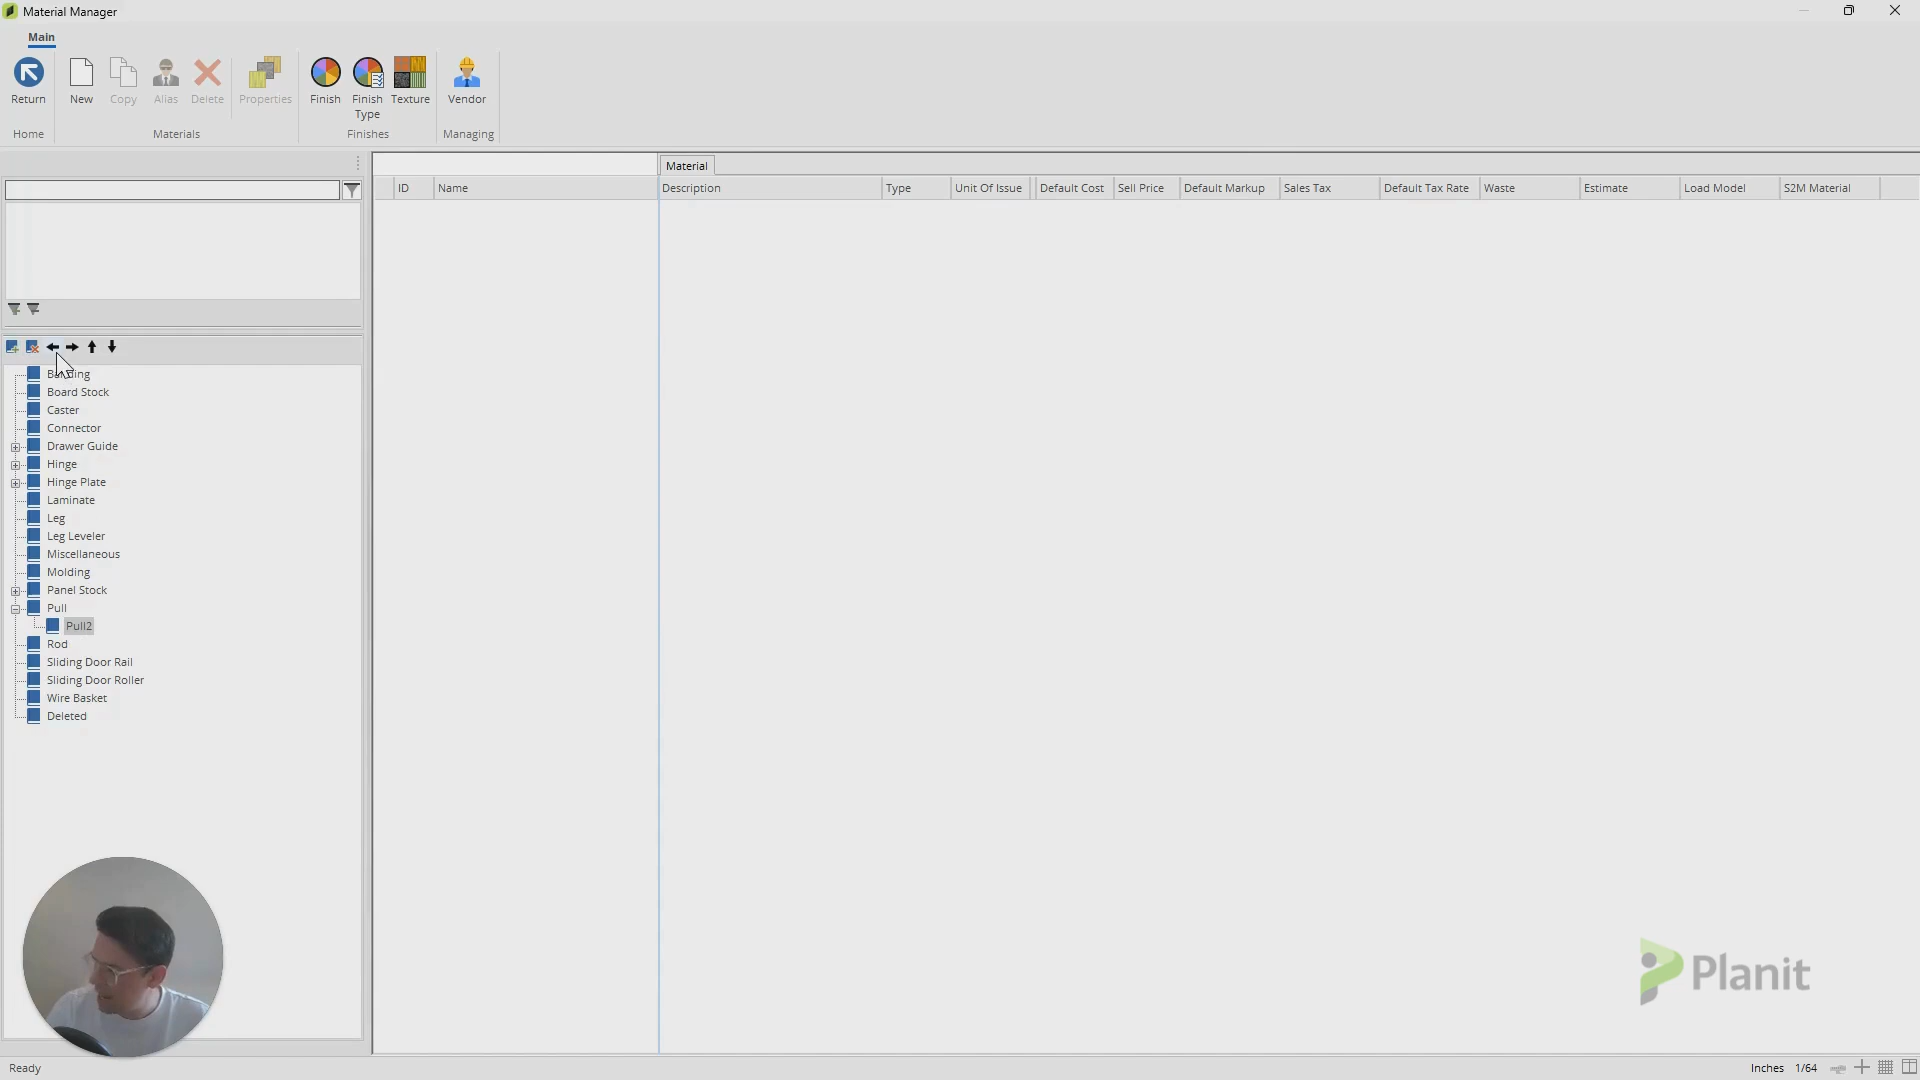 Material Manager
Main
Return
New
Copy
Alias
Delete
Properties
Finish
Finish
Type
Texture
Vendor
Home
Materials
Finishes
Managing
Material
ID
Name
Description
Type
Unit Of Issue
Default Cost
Sell Price
Default Markup
Sales Tax
Default Tax Rate
Waste
Estimate
Load Model
S2M Material
Board Stock
Caster
Connector
Drawer Guide
Hinge
Hinge Plate
Laminate
Leg
Leg Leveler
Miscellaneous
Molding
Panel Stock
Pull
Pull2
Rod
Sliding Door Rail
Sliding Door Roller
Wire Basket
Deleted
Planit
Ready
Inches 1/64